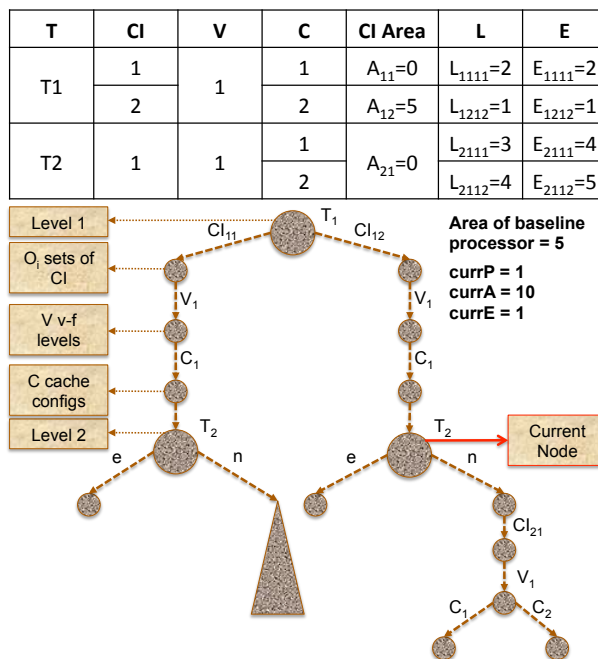 T CI V C CI Area L E
T1 1 1 1 A11=0 L1111=2 E1111=2
2 2 A12=5 L1212=1 E1212=1
T2 1 1 1 A21=0 L2111=3 E2111=4
2 L2112=4 E2112=5
Level 1
T1
Area of baseline
processor = 5
CI11
CI12
Oi sets of
CI
currP = 1
currA = 10
currE = 1
V1
V1
V v-f
levels
C1
C1
C cache
configs
Level 2
T2
T2
Current
Node
e
n
e
n
CI21
V1
C1
C2